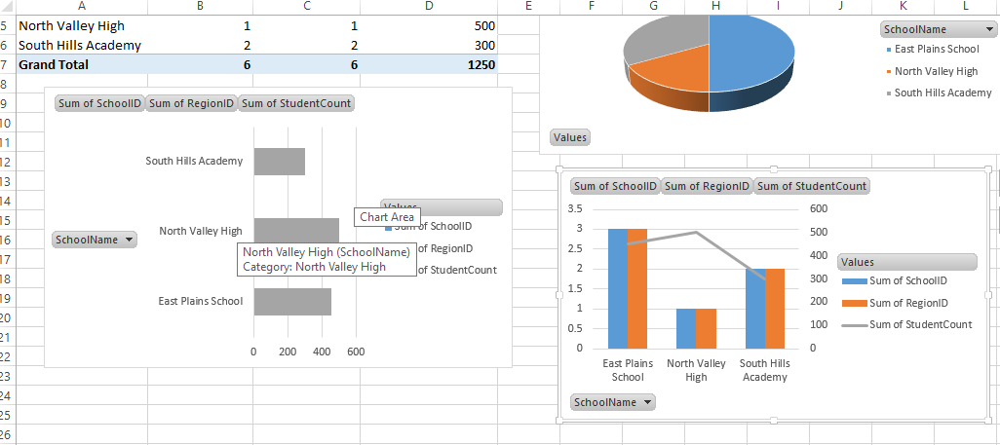 A B C D E F G H I J K L
5 North Valley High 1 1 500
6 South Hills Academy 2 2 300
7 Grand Total 6 6 1250
8
9
10
11
12
13
14
15
16
17
18
19
20
21
22
23
24
25
26
SchoolName
East Plains School
North Valley High
South Hills Academy
Values
Sum of SchoolID Sum of RegionID Sum of StudentCount
South Hills Academy
North Valley High
East Plains School
SchoolName
0 200 400 600
Values
Sum of SchoolID
of RegionID
of StudentCount
Chart Area
North Valley High (SchoolName)
Category: North Valley High
Sum of SchoolID Sum of RegionID Sum of StudentCount
3.5
3
2.5
2
1.5
1
0.5
0
600
500
400
300
200
100
0
East Plains School
North Valley High
South Hills Academy
Values
Sum of SchoolID
Sum of RegionID
Sum of StudentCount
SchoolName